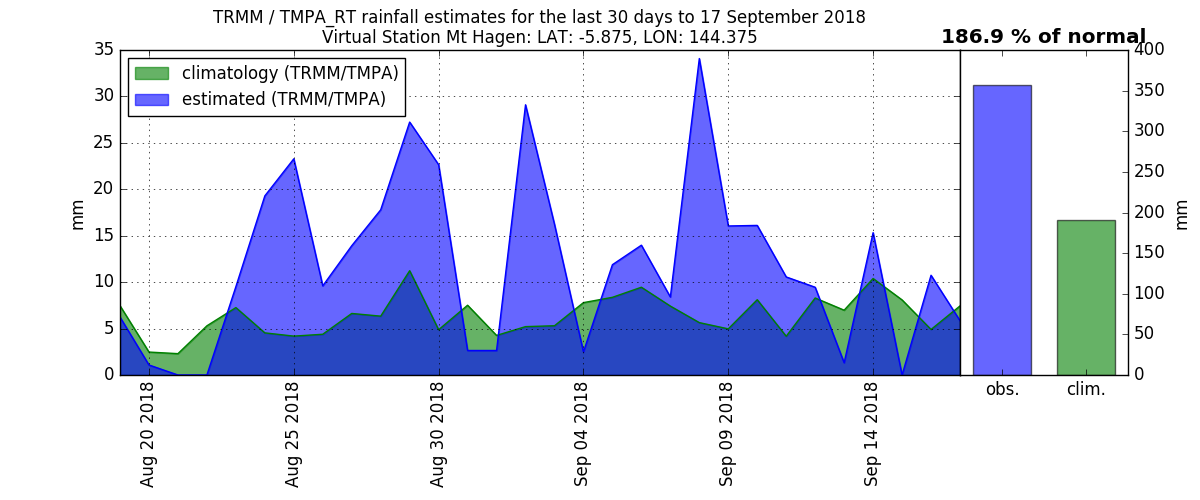 TRMM / TMPA_RT rainfall estimates for the last 30 days to 17 September 2018
Virtual Station Mt Hagen: LAT: -5.875, LON: 144.375
186.9 % of normal
climatology (TRMM/TMPA)
estimated (TRMM/TMPA)
mm
35
30
25
20
15
10
5
0
Aug 20 2018
Aug 25 2018
Aug 30 2018
Sep 04 2018
Sep 09 2018
Sep 14 2018
obs.
clim.
400
350
300
250
200
150
100
50
0
mm